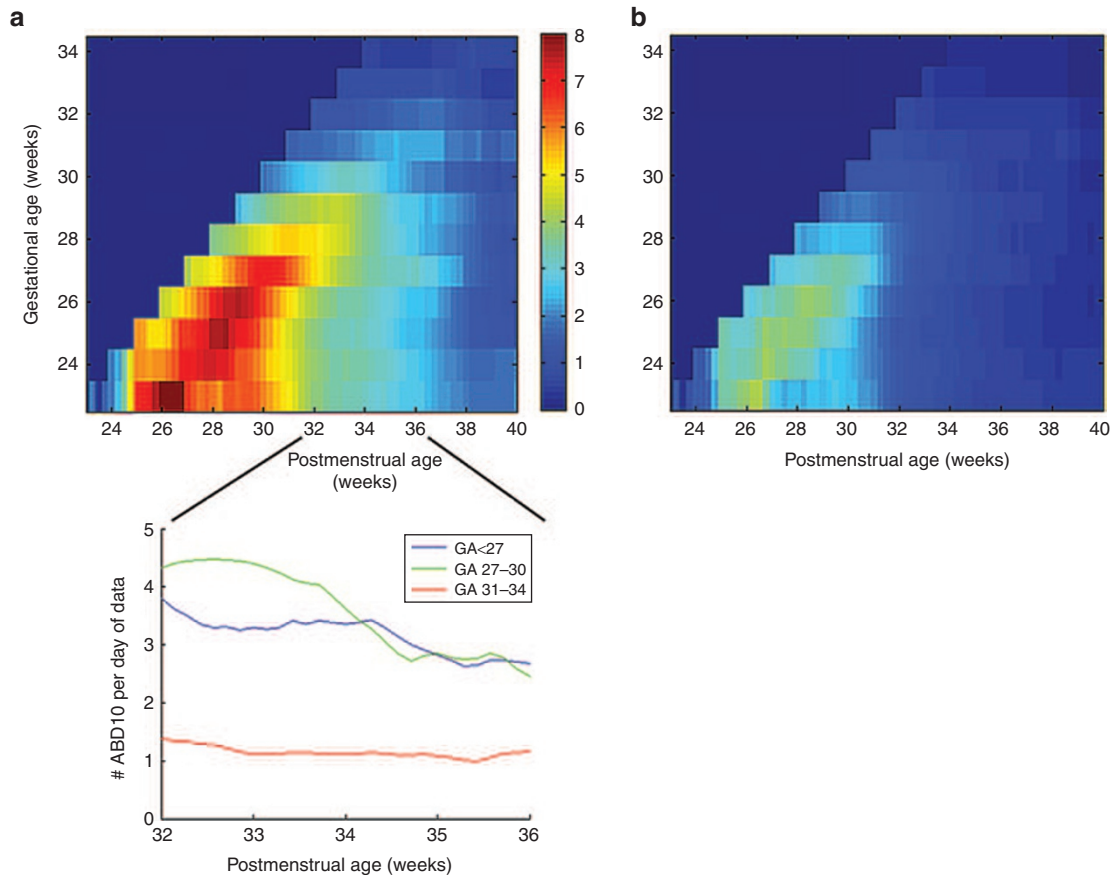 a
b
Gestational age (weeks)
34
32
30
28
26
24
24 26 28 30 32 34 36 38 40
Postmenstrual age
(weeks)
8
7
6
5
4
3
2
1
0
34
32
30
28
26
24
24 26 28 30 32 34 36 38 40
Postmenstrual age (weeks)
# ABD10 per day of data
5
4
3
2
1
0
32 33 34 35 36
Postmenstrual age (weeks)
GA<27
GA 27–30
GA 31–34